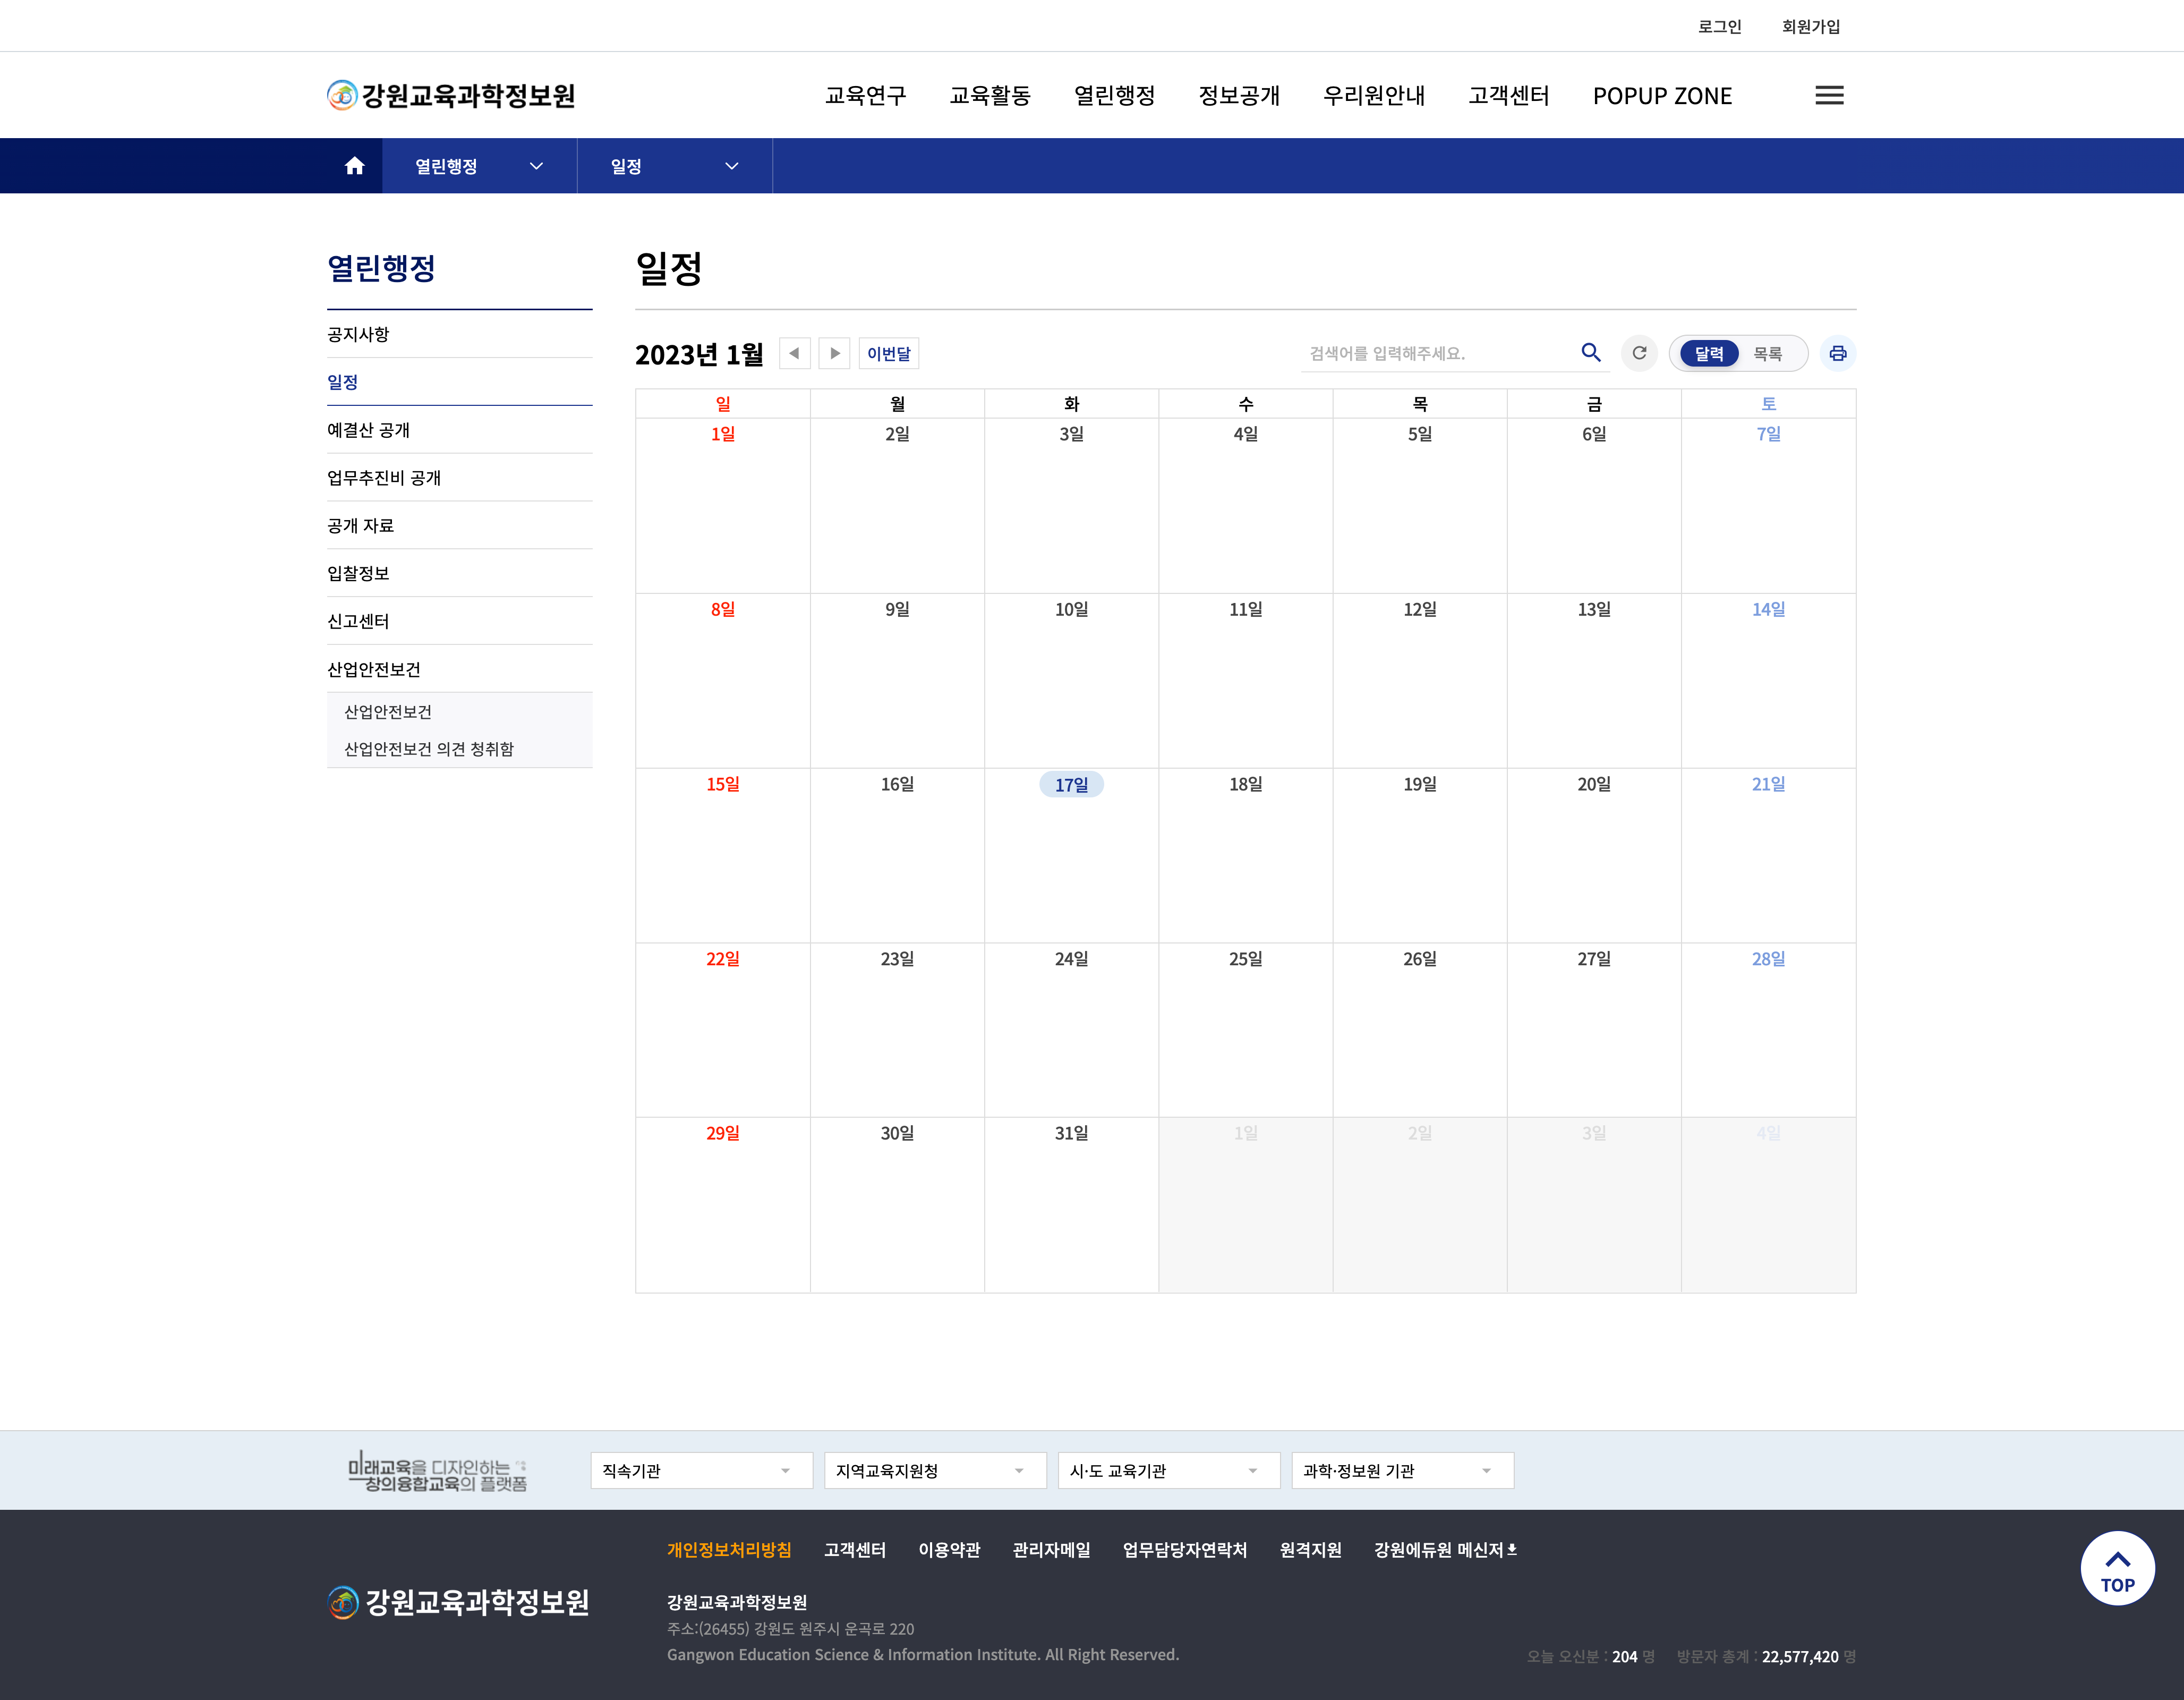 로그인 회원가입
강원교육과학정보원 교육연구 교육활동 열린행정 정보공개 우리원안내 고객센터 POPUP ZONE
열린행정 일정
열린행정
공지사항
일정
예결산 공개
업무추진비 공개
공개 자료
입찰정보
신고센터
산업안전보건
산업안전보건
산업안전보건 의견 청취함
일정
2023년 1월 이번달 검색어를 입력해주세요. 달력 목록
일 월 화 수 목 금 토
1일 2일 3일 4일 5일 6일 7일
8일 9일 10일 11일 12일 13일 14일
15일 16일 17일 18일 19일 20일 21일
22일 23일 24일 25일 26일 27일 28일
29일 30일 31일 1일 2일 3일 4일
미래교육을 디자인하는
창의융합교육의 플랫폼
직속기관 지역교육지원청 시·도 교육기관 과학·정보원 기관
개인정보처리방침 고객센터 이용약관 관리자메일 업무담당자연락처 원격지원 강원에듀원 메신저
강원교육과학정보원
강원교육과학정보원
주소:(26455) 강원도 원주시 운곡로 220
Gangwon Education Science & Information Institute. All Right Reserved.
오늘 오신분 : 204 명 방문자 총계 : 22,577,420 명
TOP